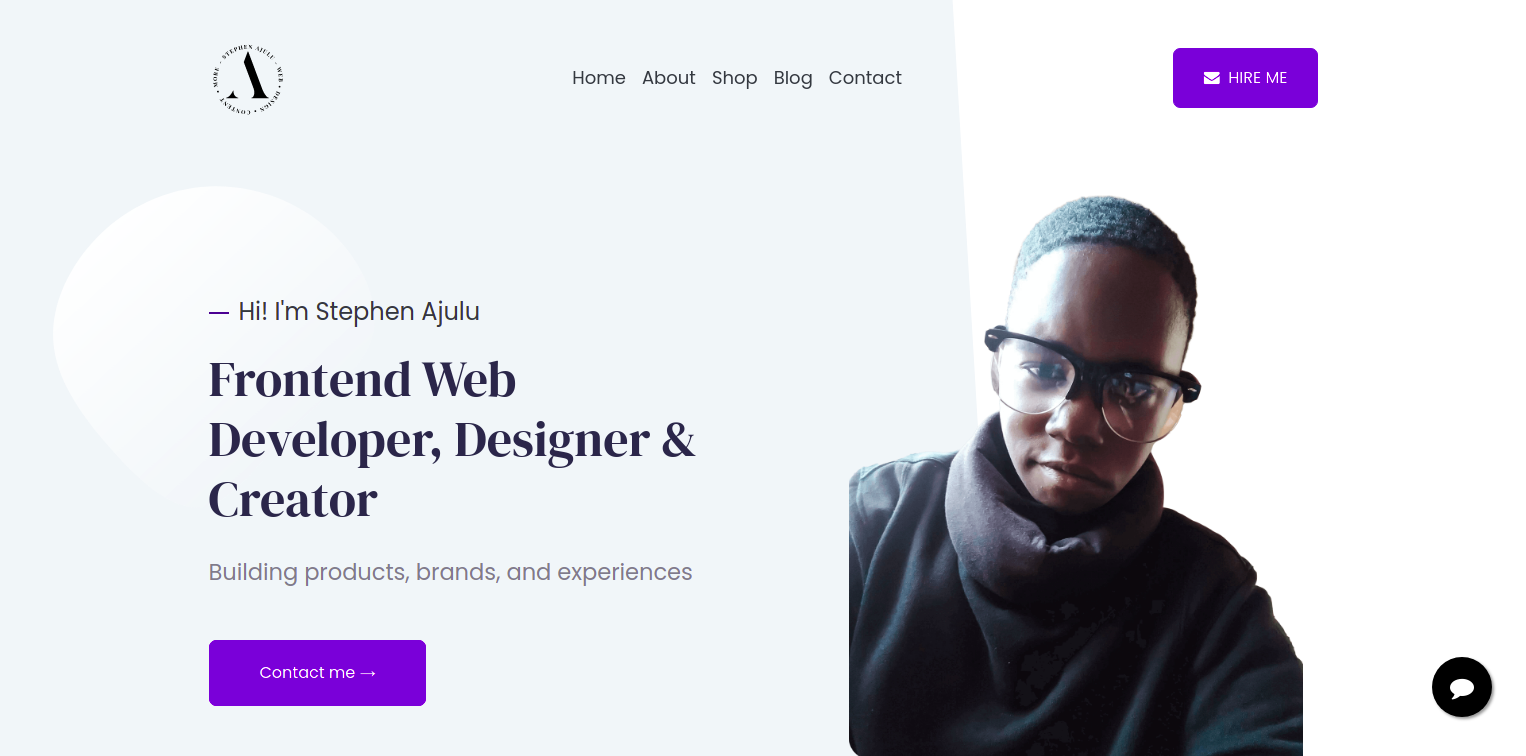 STEPHEN AJULU - WEB • DESIGN • CONTENT • MORE -
Home About Shop Blog Contact
HIRE ME
Hi! I'm Stephen Ajulu
Frontend Web
Developer, Designer &
Creator
Building products, brands, and experiences
Contact me →